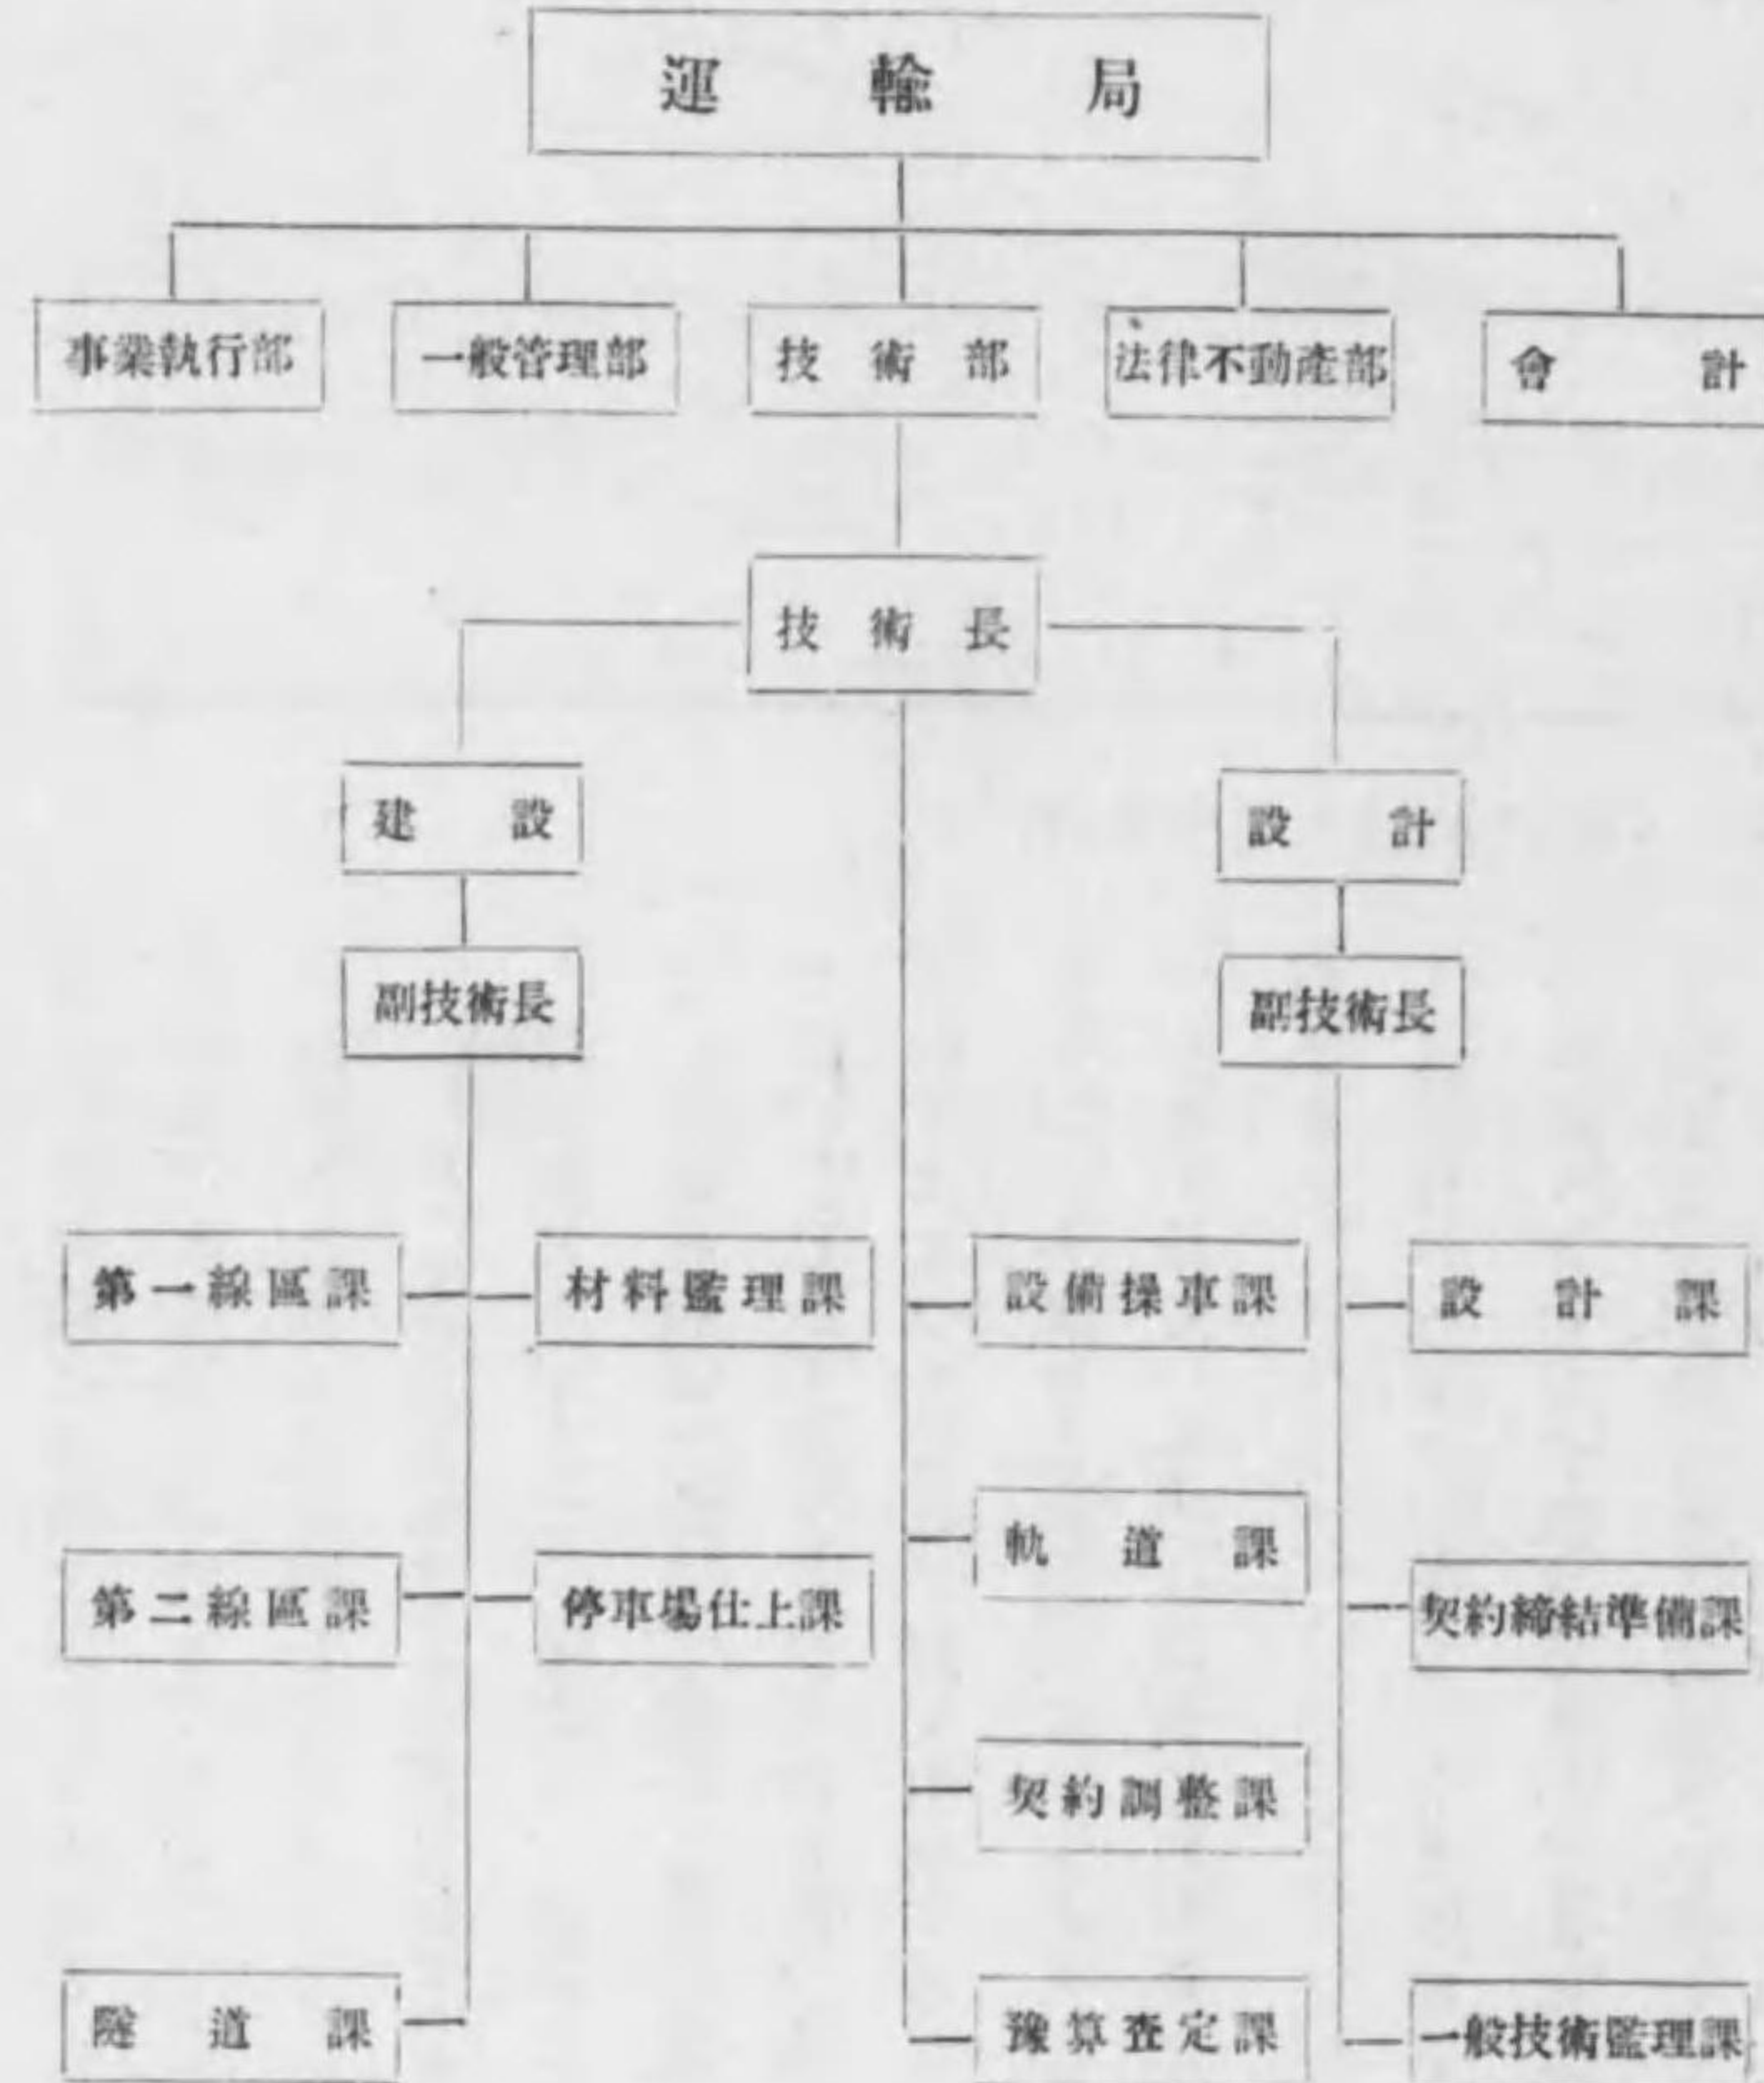 運輸局
事業執行部 一般管理部 技術部 法律不動產部 會計
技術長
建設 設計
副技術長 副技術長
第一線區課 材料監理課 設備操車課 設計課
軌道課
第二線區課 停車場仕上課 契約締結準備課
契約調整課
隧道課 豫算査定課 一般技術監理課